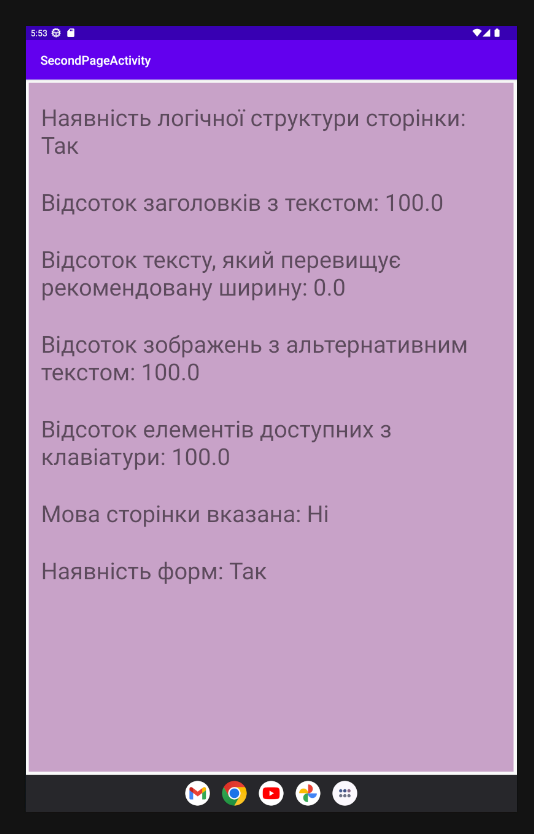 5:53
SecondPageActivity
Наявність логічної структури сторінки:
Так
Відсоток заголовків з текстом: 100.0
Відсоток тексту, який перевищує
рекомендовану ширину: 0.0
Відсоток зображень з альтернативним
текстом: 100.0
Відсоток елементів доступних з
клавіатури: 100.0
Мова сторінки вказана: Ні
Наявність форм: Так